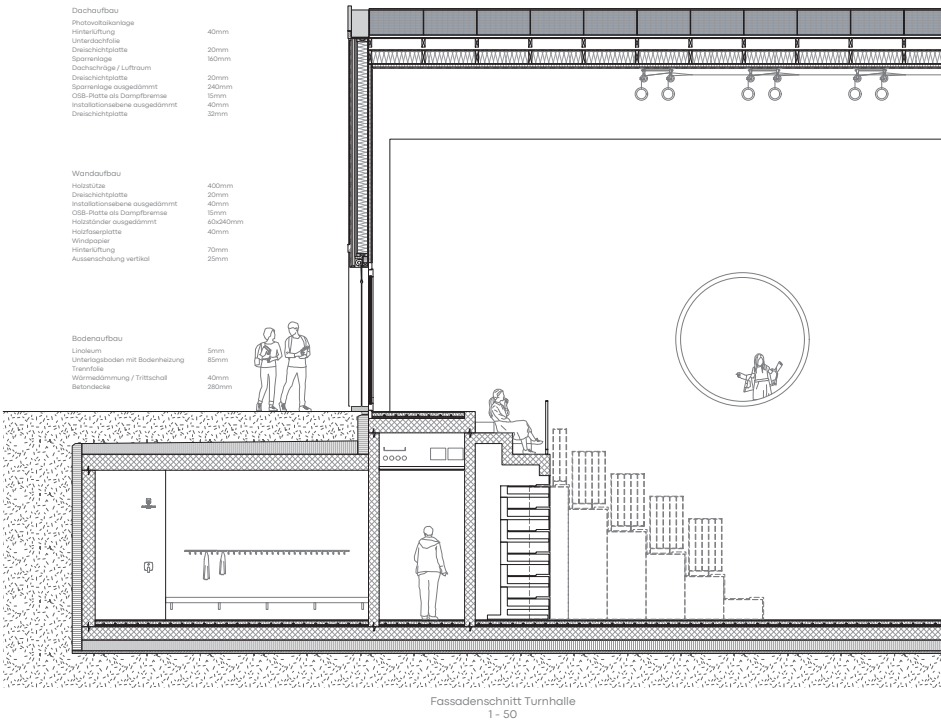 Dachaufbau
Photovoltaikanlage
Hinterlüftung 40mm
Unterdachfolie
Dreischichtplatte 20mm
Sparrenlage 160mm
Dachschräge / Luftraum
Dreischichtplatte 20mm
Sparrenlage ausgedämmt 240mm
OSB-Platte als Dampfbremse 15mm
Installationsebene ausgedämmt 40mm
Dreischichtplatte 32mm
Wandaufbau
Holzstütze 400mm
Dreischichtplatte 20mm
Installationsebene ausgedämmt 40mm
OSB-Platte als Dampfbremse 15mm
Holzständer ausgedämmt 60x240mm
Holzfaserplatte 40mm
Windpapier
Hinterlüftung 70mm
Aussenschalung vertikal 25mm
Bodenaufbau
Linoleum 5mm
Unterlagsboden mit Bodenheizung 85mm
Trennfolie
Wärmedämmung / Trittschall 40mm
Betondecke 280mm
Fassadenschnitt Turnhalle
1 - 50